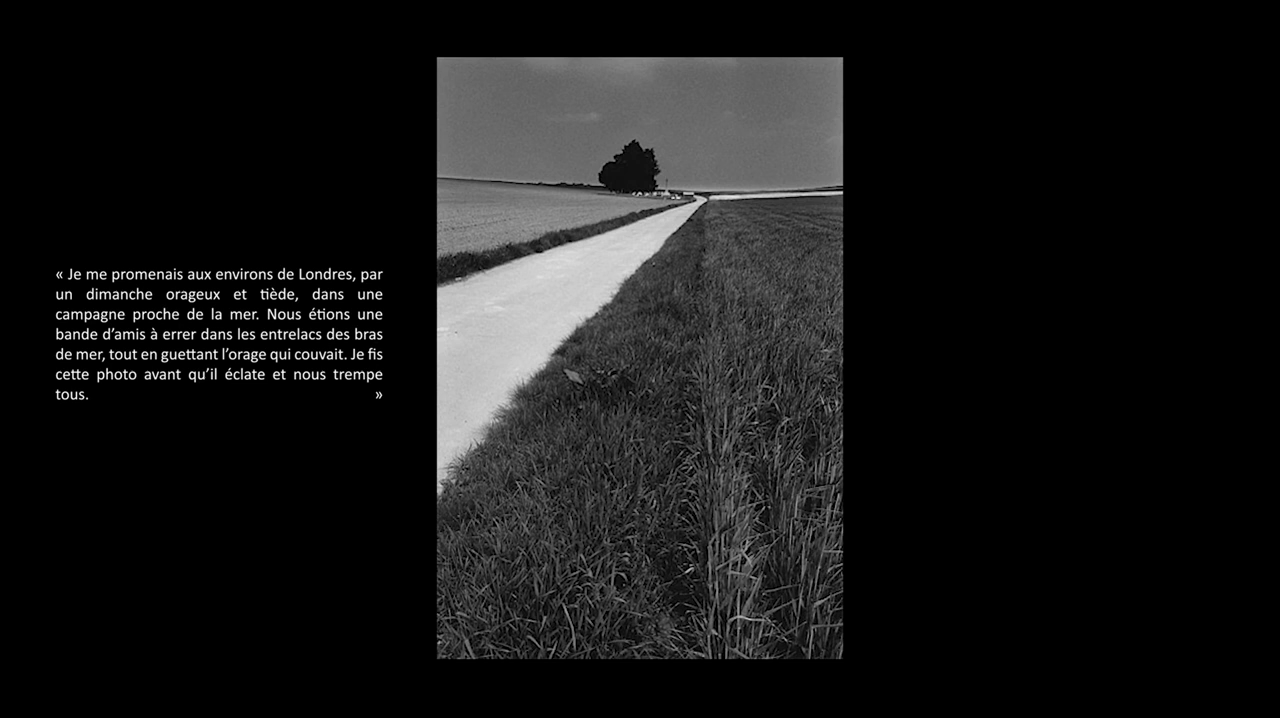 « Je me promenais aux environs de Londres, par
un dimanche orageux et tiède, dans une
campagne proche de la mer. Nous étions une
bande d’amis à errer dans les entrelacs des bras
de mer, tout en guettant l’orage qui couvait. Je fis
cette photo avant qu’il éclate et nous trempe
tous. »